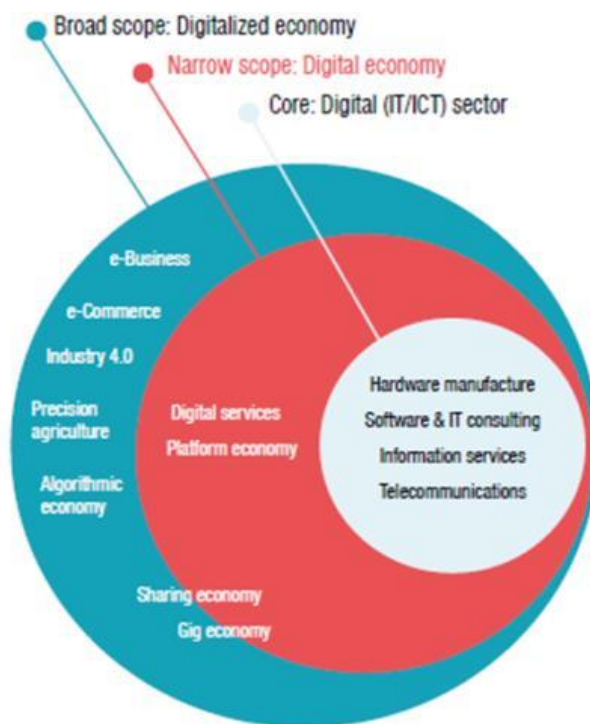 Broad scope: Digitalized economy
Narrow scope: Digital economy
Core: Digital (IT/ICT) sector
e-Business
e-Commerce
Industry 4.0
Precision
agriculture
Algorithmic
economy
Digital services
Platform economy
Sharing economy
Gig economy
Hardware manufacture
Software & IT consulting
Information services
Telecommunications